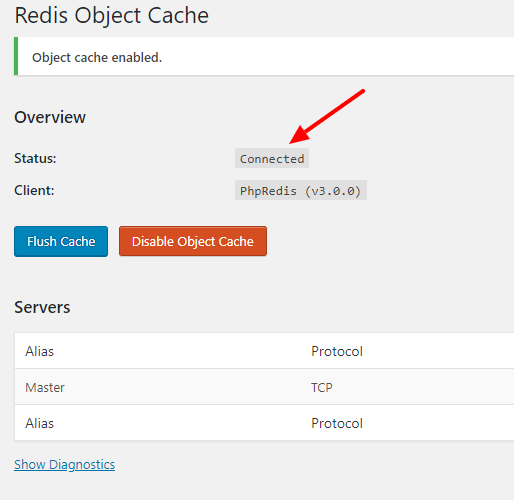 Redis Object Cache
Object cache enabled.
Overview
Status: Connected
Client: PhpRedis (v3.0.0)
Flush Cache Disable Object Cache
Servers
Alias Protocol
Master TCP
Alias Protocol
Show Diagnostics